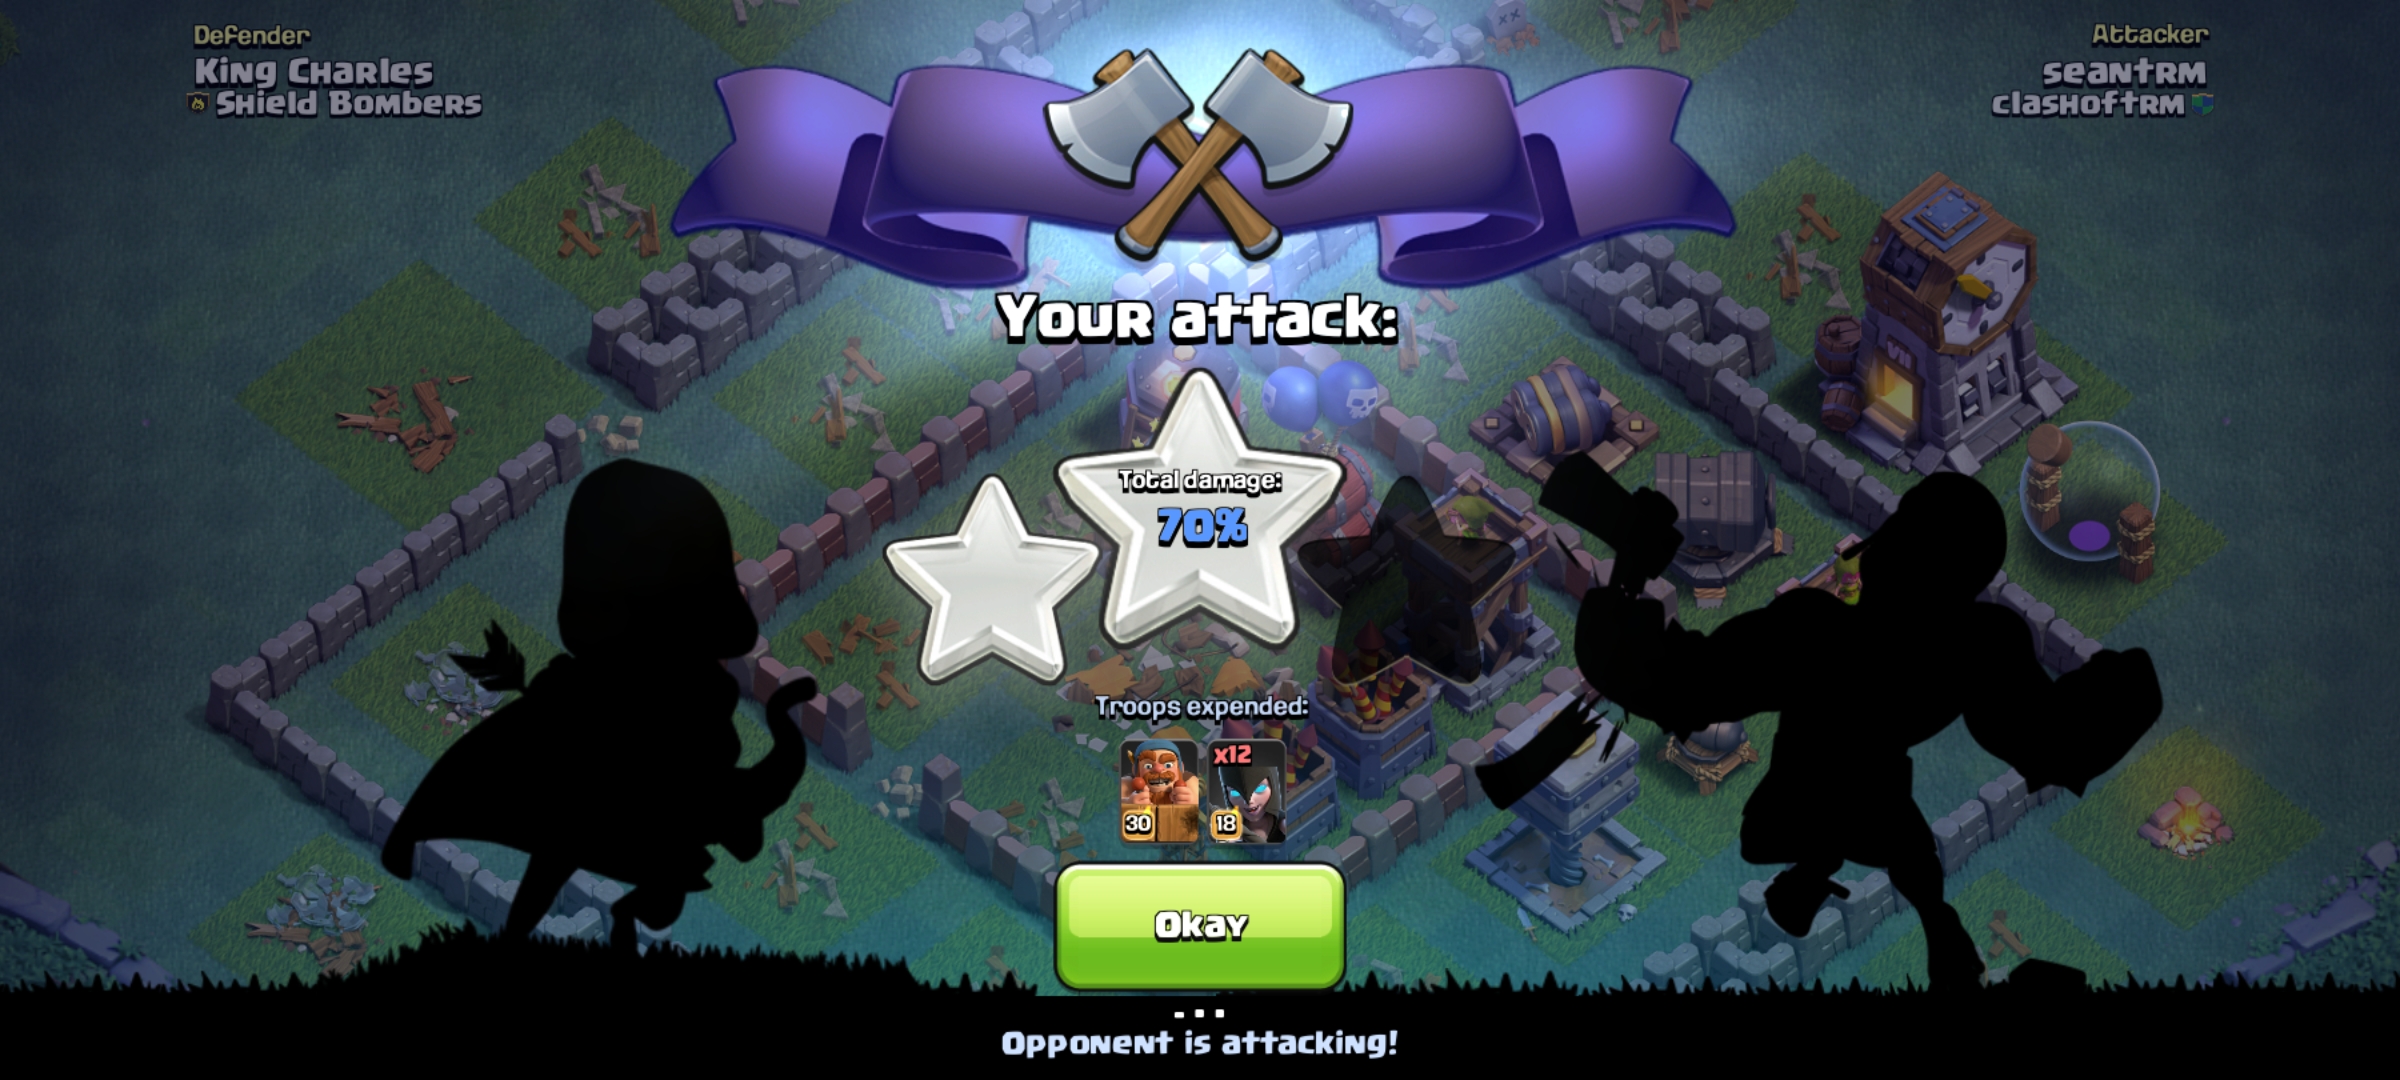 Defender
King Charles
Shield Bombers
Attacker
seantRM
clashoftRM
Your attack:
Total damage:
70%
Troops expended:
x12
30
18
Okay
Opponent is attacking!
VII